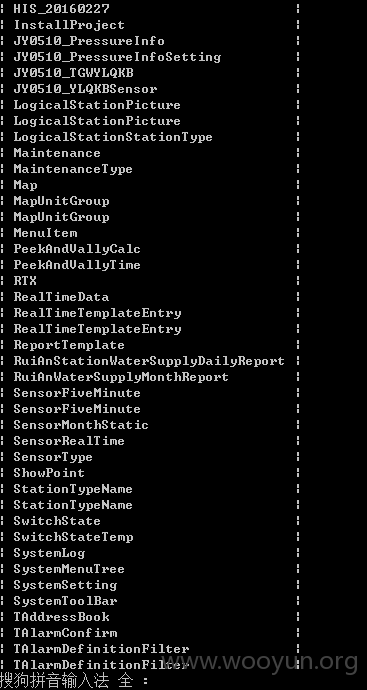 ¦ HIS_20160227 ¦
¦ InstallProject ¦
¦ JY0510_PressureInfo ¦
¦ JY0510_PressureInfoSetting ¦
¦ JY0510_TGWYLQKB ¦
¦ JY0510_YLQKBSensor ¦
¦ LogicalStationPicture ¦
¦ LogicalStationPicture ¦
¦ LogicalStationStationType ¦
¦ Maintenance ¦
¦ MaintenanceType ¦
¦ Map ¦
¦ MapUnitGroup ¦
¦ MapUnitGroup ¦
¦ MenuItem ¦
¦ PeekAndVallyCalc ¦
¦ PeekAndVallyTime ¦
¦ RTX ¦
¦ RealTimeData ¦
¦ RealTimeTemplateEntry ¦
¦ RealTimeTemplateEntry ¦
¦ ReportTemplate ¦
¦ RuiAnStationWaterSupplyDailyReport ¦
¦ RuiAnWaterSupplyMonthReport ¦
¦ SensorFiveMinute ¦
¦ SensorFiveMinute ¦
¦ SensorMonthStatic ¦
¦ SensorRealTime ¦
¦ SensorType ¦
¦ ShowPoint ¦
¦ StationTypeName ¦
¦ StationTypeName ¦
¦ SwitchState ¦
¦ SwitchStateTemp ¦
¦ SystemLog ¦
¦ SystemMenuTree ¦
¦ SystemSetting ¦
¦ SystemToolBar ¦
¦ TAddressBook ¦
¦ TAlarmConfirm ¦
¦ TAlarmDefinitionFilter ¦
¦ TAlarmDefinitionFilter ¦
www.wooyun.org
搜狗拼音输入法 全 :